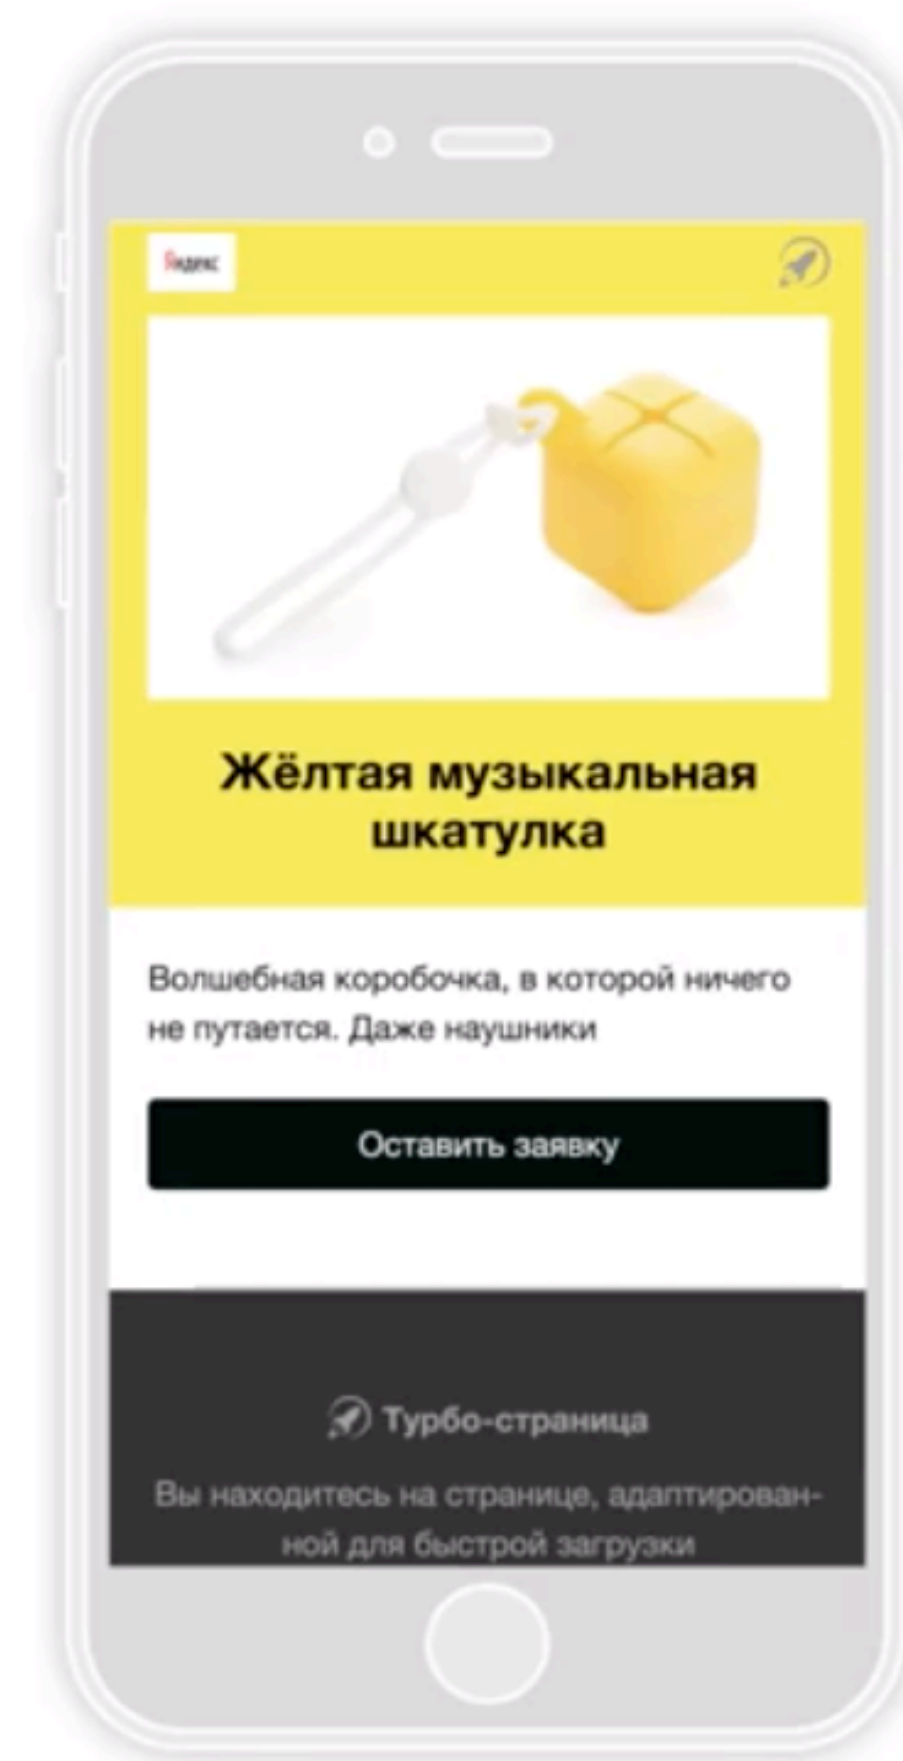 Яндекс
Жёлтая музыкальная
шкатулка
Волшебная коробочка, в которой ничего
не путается. Даже наушники
Оставить заявку
Турбо-страница
Вы находитесь на странице, адаптирован-
ной для быстрой загрузки